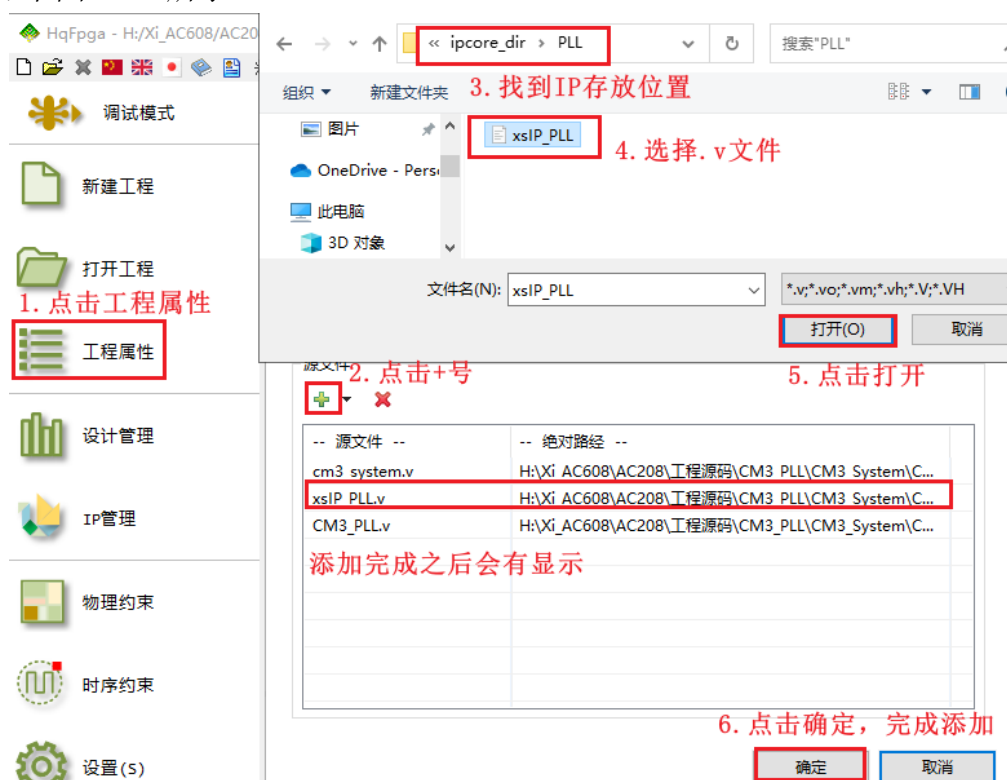 HqFpga - H:/Xi_AC608/AC20
调试模式
新建工程
打开工程
1. 点击工程属性
工程属性
设计管理
IP管理
物理约束
时序约束
设置(S)
« ipcore_dir › PLL
搜索"PLL"
组织
新建文件夹
3. 找到IP存放位置
图片
OneDrive - Perso
此电脑
3D 对象
xsIP_PLL
4. 选择.v文件
文件名(N):
xsIP_PLL
*.v;*.vo;*.vm;*.vh;*.V;*.VH
打开(O)
取消
源文件
2. 点击+号
5. 点击打开
-- 源文件 --
-- 绝对路经 --
cm3_system.v
H:\Xi_AC608\AC208\工程源码\CM3_PLL\CM3_System\C...
xsIP_PLL.v
H:\Xi_AC608\AC208\工程源码\CM3_PLL\CM3_System\C...
CM3_PLL.v
H:\Xi_AC608\AC208\工程源码\CM3_PLL\CM3_System\C...
添加完成之后会有显示
6. 点击确定，完成添加
确定
取消